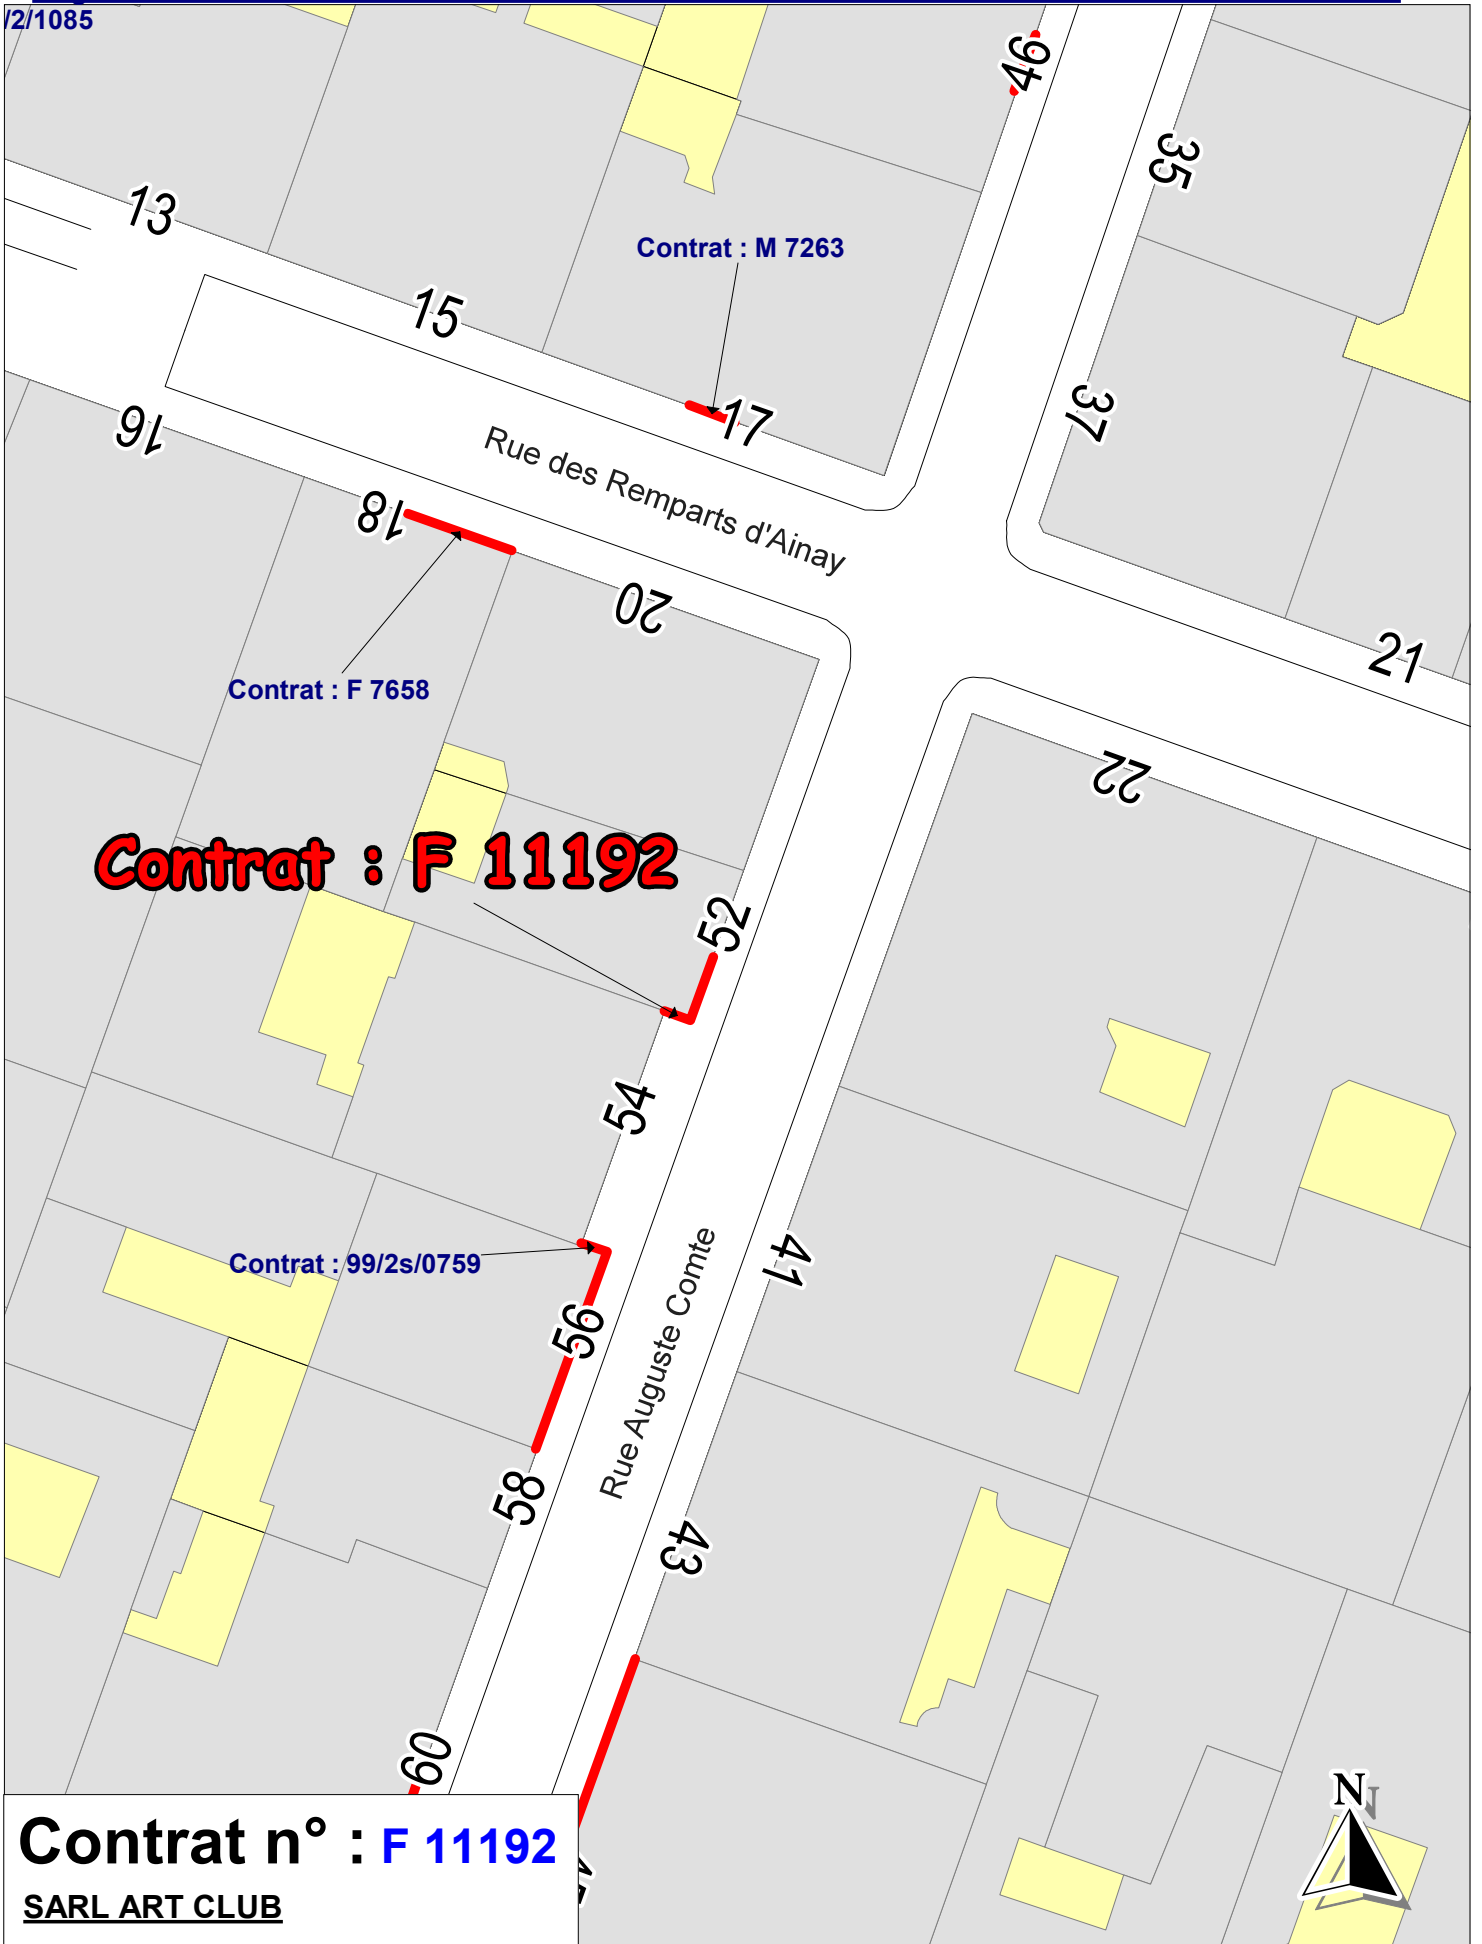 /2/1085
49
35
13
Contrat : M 7263
15
17
37
16
Rue des Remparts d'Ainay
18
20
21
Contrat : F 7658
22
Contrat : F 11192
52
54
Contrat : 99/2s/0759
41
56
Rue Auguste Comte
58
43
60
N
Contrat n° : F 11192
SARL ART CLUB